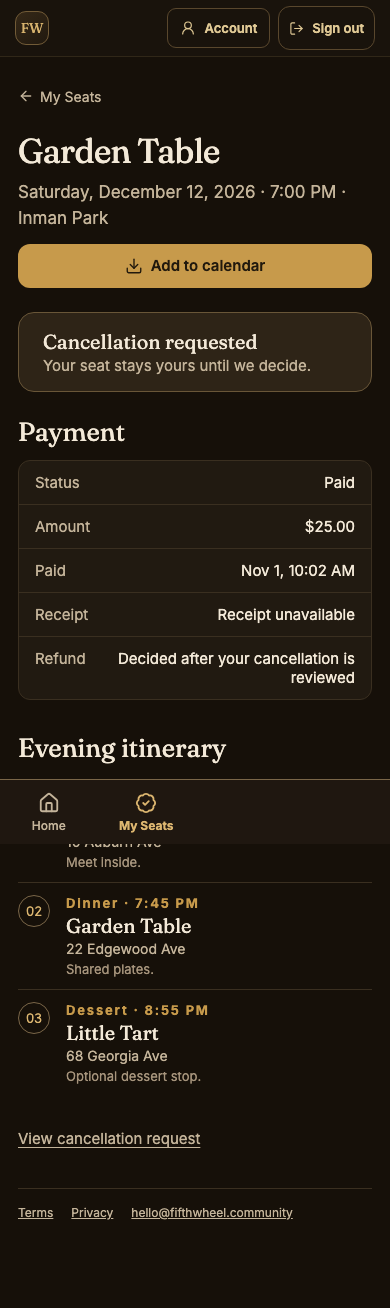 FW
Account
Sign out
My Seats
Garden Table
Saturday, December 12, 2026 · 7:00 PM ·
Inman Park
Add to calendar
Cancellation requested
Your seat stays yours until we decide.
Payment
Status Paid
Amount $25.00
Paid Nov 1, 10:02 AM
Receipt Receipt unavailable
Refund Decided after your cancellation is
reviewed
Evening itinerary
Home
My Seats
Auburn Ave
Meet inside.
02
Dinner · 7:45 PM
Garden Table
22 Edgewood Ave
Shared plates.
03
Dessert · 8:55 PM
Little Tart
68 Georgia Ave
Optional dessert stop.
View cancellation request
Terms Privacy hello@fifthwheel.community